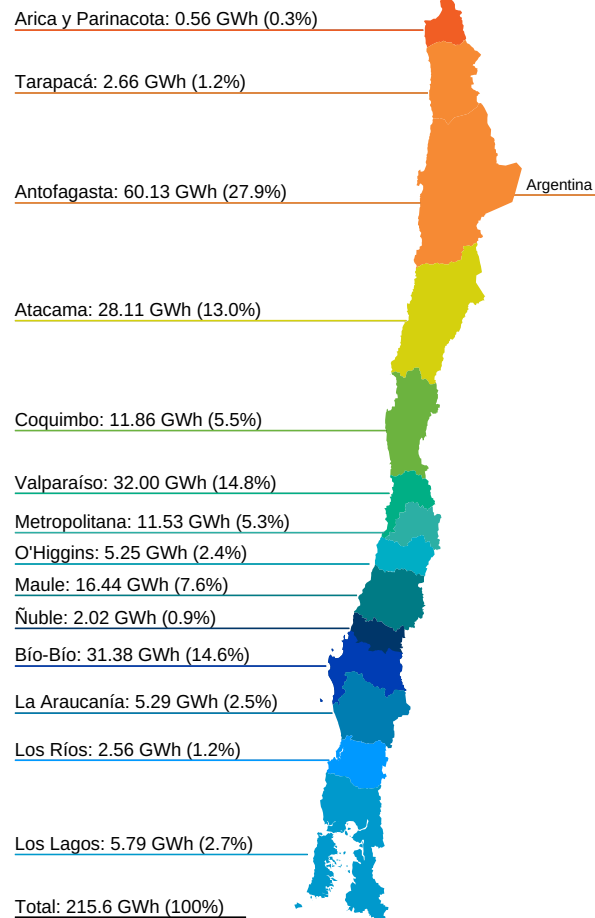 Arica y Parinacota: 0.56 GWh (0.3%)
Tarapacá: 2.66 GWh (1.2%)
Antofagasta: 60.13 GWh (27.9%)
Argentina
Atacama: 28.11 GWh (13.0%)
Coquimbo: 11.86 GWh (5.5%)
Valparaíso: 32.00 GWh (14.8%)
Metropolitana: 11.53 GWh (5.3%)
O'Higgins: 5.25 GWh (2.4%)
Maule: 16.44 GWh (7.6%)
Ñuble: 2.02 GWh (0.9%)
Bío-Bío: 31.38 GWh (14.6%)
La Araucanía: 5.29 GWh (2.5%)
Los Ríos: 2.56 GWh (1.2%)
Los Lagos: 5.79 GWh (2.7%)
Total: 215.6 GWh (100%)